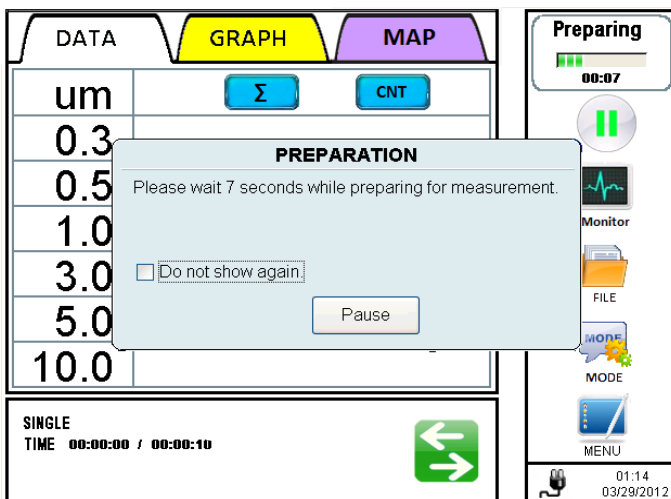 DATA GRAPH MAP
um Σ CNT
0.3
0.5
1.0
3.0
5.0
10.0
PREPARATION
Please wait 7 seconds while preparing for measurement.
Do not show again.
Pause
SINGLE
TIME 00:00:00 / 00:00:10
Preparing
00:07
Monitor
FILE
MODE
MODE
MENU
01:14
03/29/2012